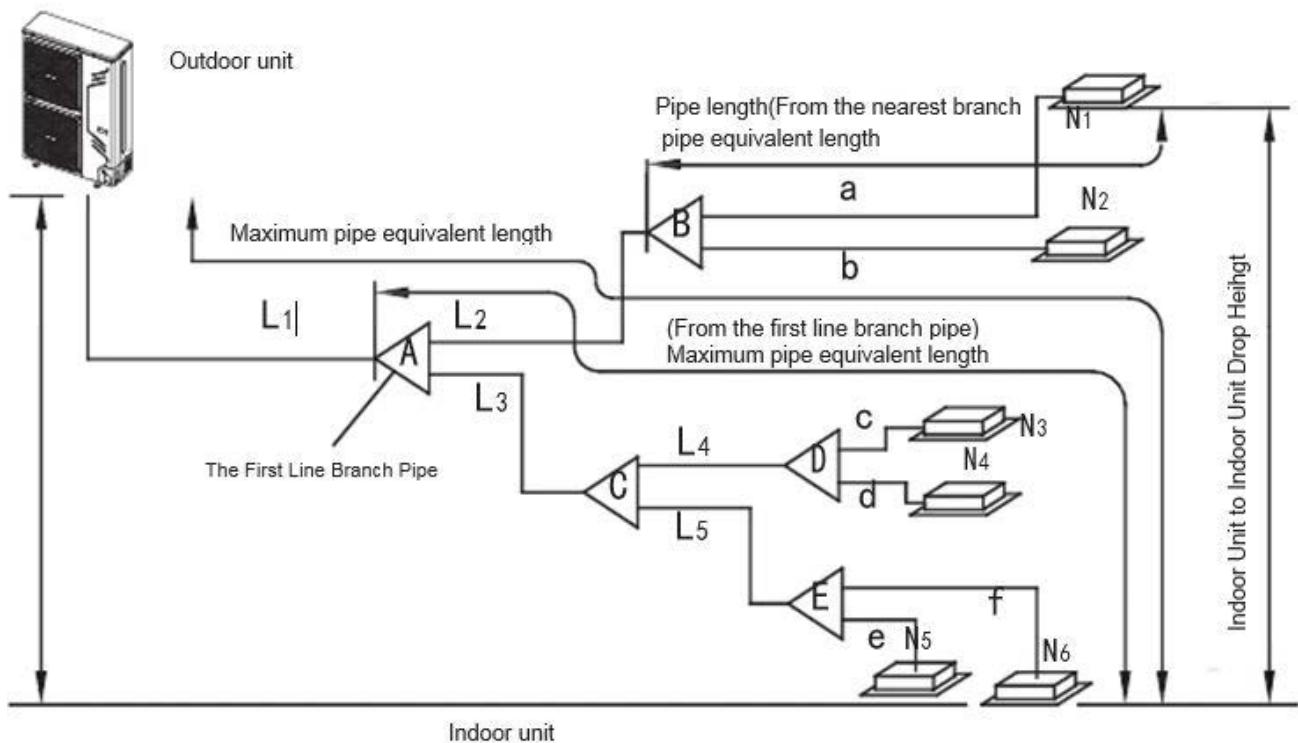 Outdoor unit
Pipe length(From the nearest branch
pipe equivalent length
N1
a
N2
B
b
Maximum pipe equivalent length
L1
L2
(From the first line branch pipe)
Maximum pipe equivalent length
A
L3
The First Line Branch Pipe
L4
c
N3
D
N4
d
C
L5
E
f
e
N5
N6
Indoor Unit to Indoor Unit Drop Heihgt
Indoor unit